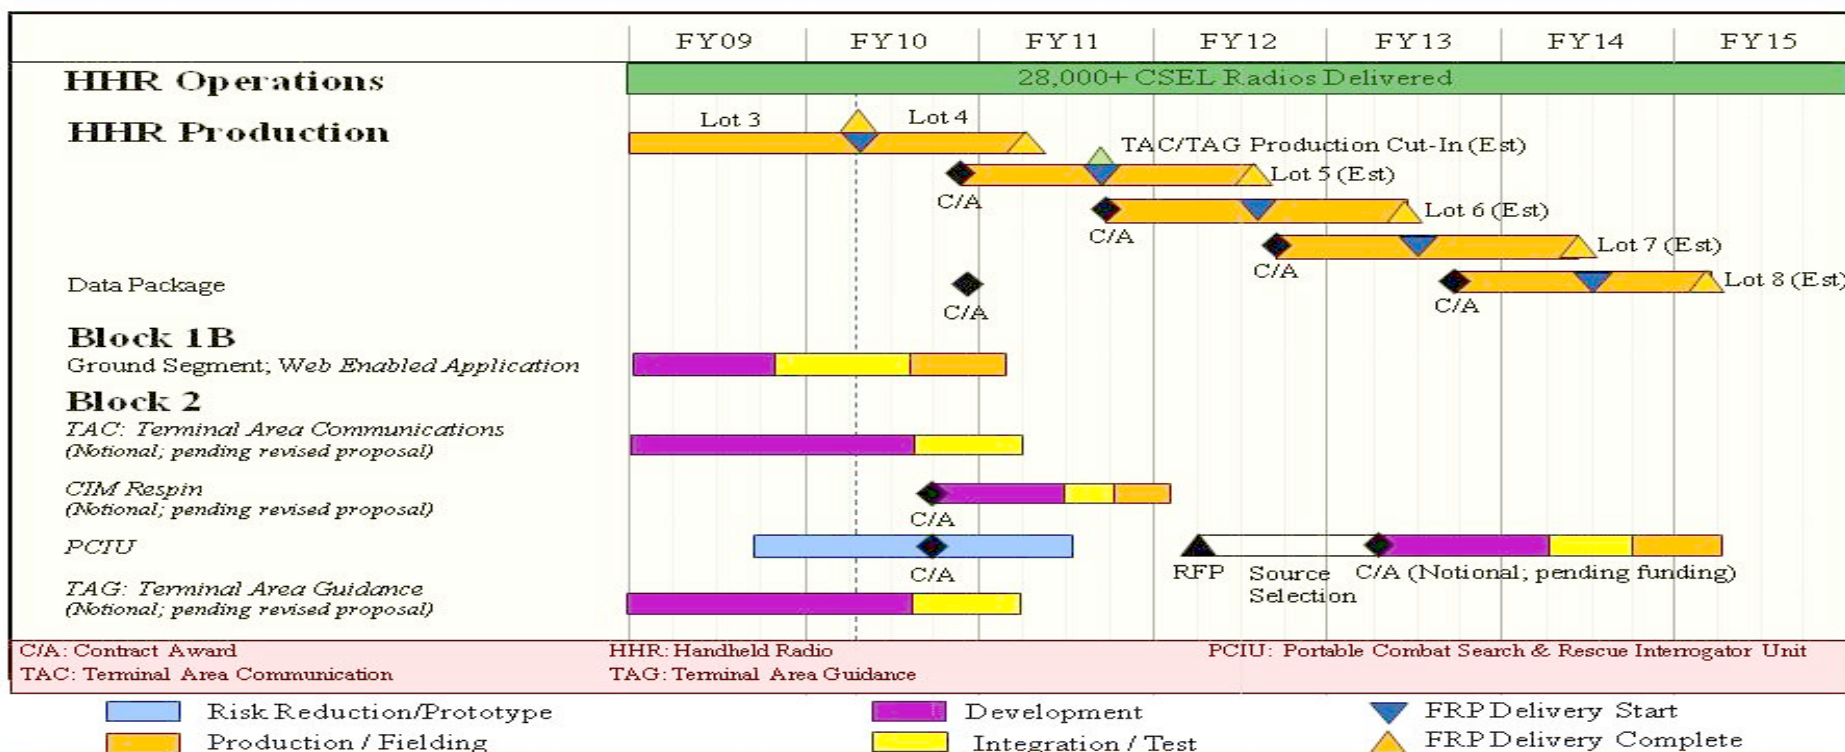 FY09 FY10 FY11 FY12 FY13 FY14 FY15
HHR Operations
28,000+ CSEL Radios Delivered
HHR Production
Lot 3
Lot 4
TAC/TAG Production Cut-In (Est)
Lot 5 (Est)
C/A
Lot 6 (Est)
C/A
Lot 7 (Est)
C/A
Data Package
Lot 8 (Est)
C/A
C/A
Block 1B
Ground Segment; Web Enabled Application
Block 2
TAC: Terminal Area Communications
(Notional; pending revised proposal)
CIM Respin
(Notional; pending revised proposal)
C/A
PCIU
C/A
RFP
Source
Selection
C/A (Notional; pending funding)
TAG: Terminal Area Guidance
(Notional; pending revised proposal)
C/A: Contract Award
HHR: Handheld Radio
PCIU: Portable Combat Search & Rescue Interrogator Unit
TAC: Terminal Area Communication
TAG: Terminal Area Guidance
Risk Reduction/Prototype
Development
FRP Delivery Start
Production / Fielding
Integration / Test
FRP Delivery Complete